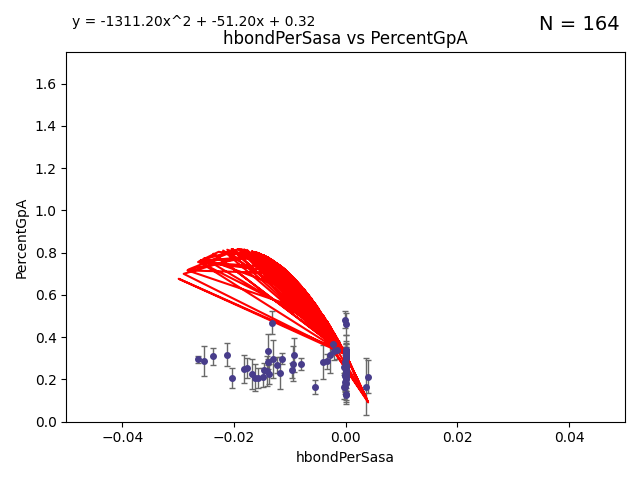 y = -1311.20x^2 + -51.20x + 0.32
N = 164
hbondPerSasa vs PercentGpA
PercentGpA
1.6
1.4
1.2
1.0
0.8
0.6
0.4
0.2
0.0
−0.04 −0.02 0.00 0.02 0.04
hbondPerSasa